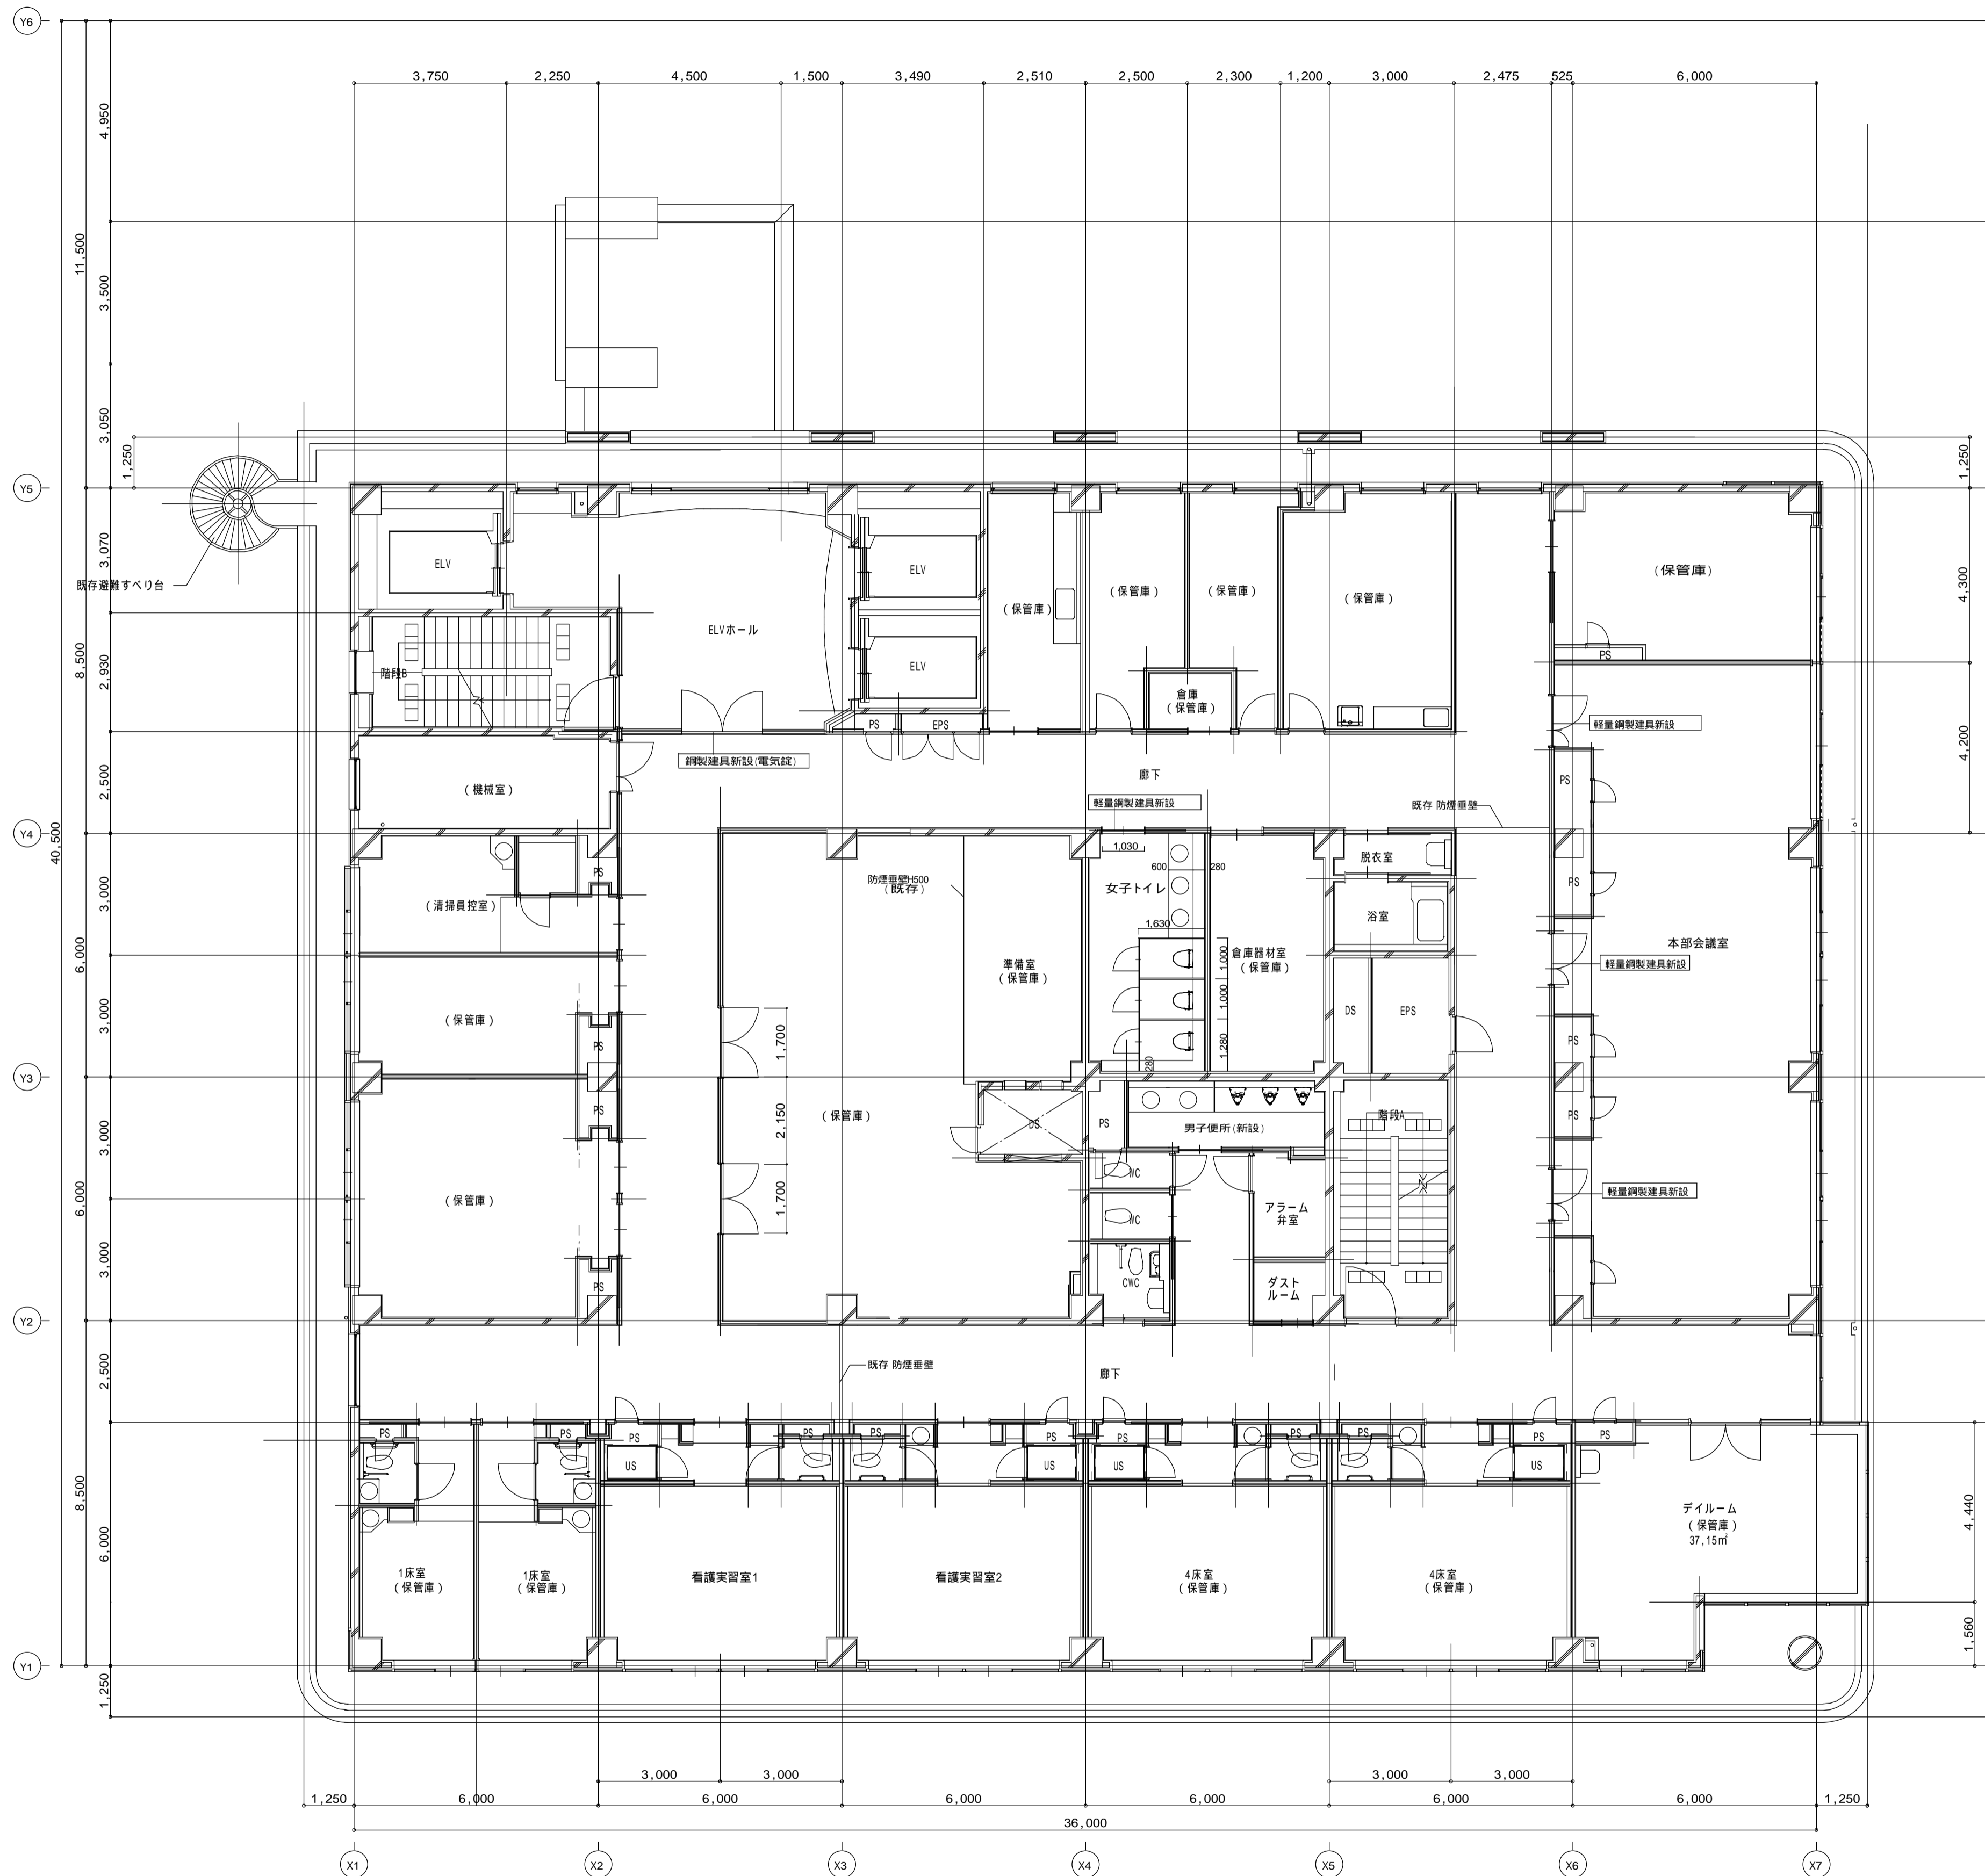 Y6
3,750
2,250
4,500
1,500
3,490
2,510
2,500
2,300
1,200
3,000
2,475
525
6,000
4,950
11,500
3,500
3,050
1,250
1,250
Y5
3,070
既存避難すべり台
ELV
ELV
ELV
ELVホール
(保管庫)
(保管庫)
(保管庫)
(保管庫)
(保管庫)
4,300
8,500
2,930
階段B
倉庫
(保管庫)
PS
PS
EPS
軽量鋼製建具新設
4,200
鋼製建具新設(電気錠)
2,500
(機械室)
廊下
PS
軽量鋼製建具新設
既存 防煙垂壁
Y4
40,500
1,030
脱衣室
600
280
3,000
PS
防煙垂壁H500
(既存)
女子トイレ
PS
(清掃員控室)
浴室
1,630
6,000
本部会議室
準備室
(保管庫)
1,000
倉庫器材室
(保管庫)
軽量鋼製建具新設
3,000
(保管庫)
1,000
DS
EPS
PS
1,700
1,280
PS
280
Y3
PS
3,000
(保管庫)
2,150
DS
PS
男子便所(新設)
階段A
PS
WC
6,000
(保管庫)
1,700
WC
アラーム
弁室
軽量鋼製建具新設
3,000
PS
CWC
ダスト
ルーム
Y2
2,500
既存 防煙垂壁
廊下
PS
PS
PS
PS
PS
PS
PS
PS
PS
PS
PS
US
US
US
US
8,500
4,440
6,000
デイルーム
(保管庫)
37,15㎡
1床室
(保管庫)
1床室
(保管庫)
看護実習室1
看護実習室2
4床室
(保管庫)
4床室
(保管庫)
1,560
Y1
1,250
3,000
3,000
3,000
3,000
1,250
6,000
6,000
6,000
6,000
6,000
6,000
1,250
36,000
X1
X2
X3
X4
X5
X6
X7